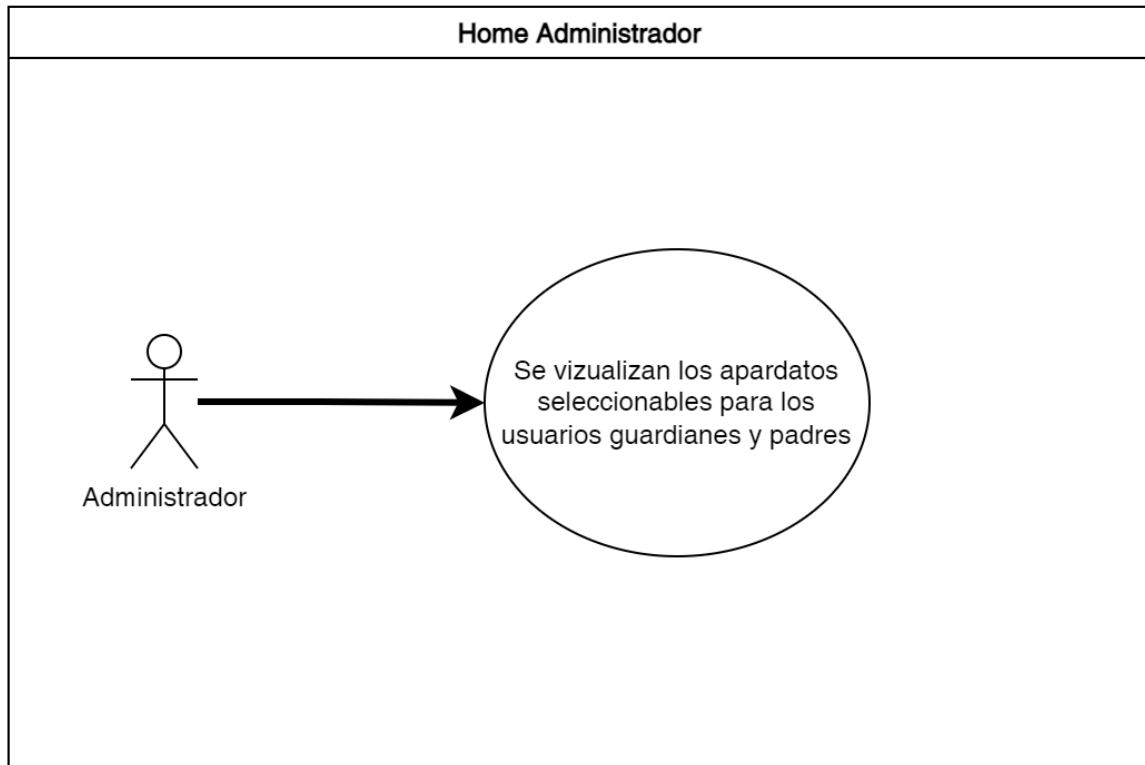 Home Administrador
Se vizualizan los apardatos
seleccionables para los
usuarios guardianes y padres
Administrador